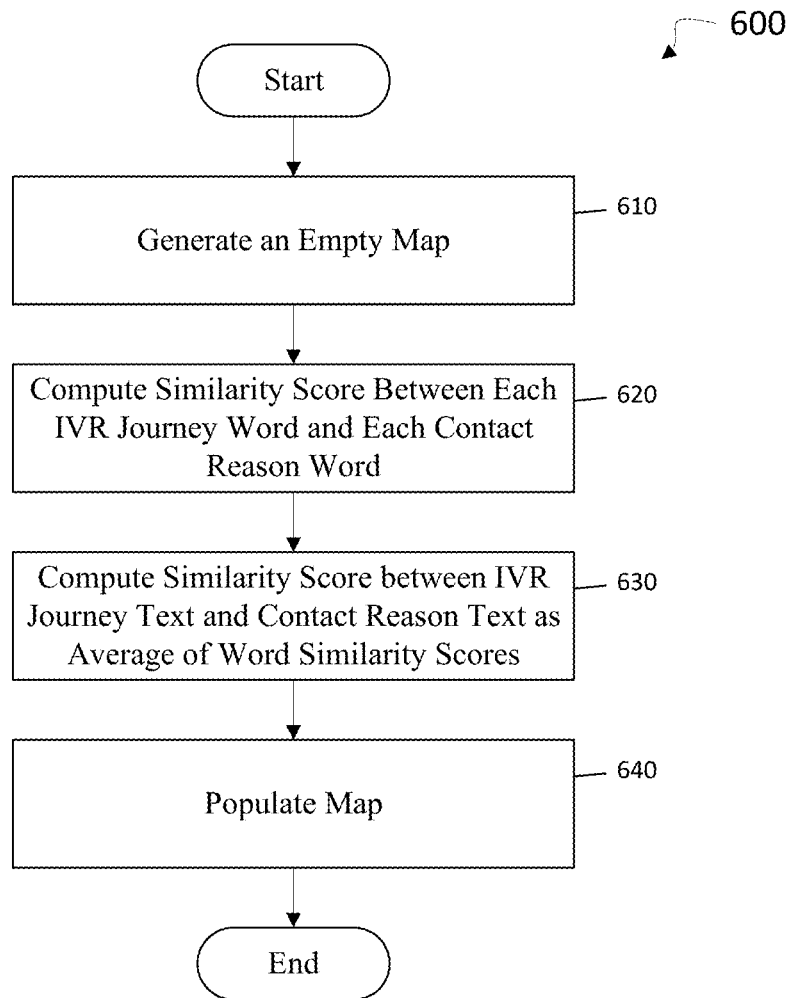 600
Start
Generate an Empty Map
610
Compute Similarity Score Between Each
IVR Journey Word and Each Contact
Reason Word
620
Compute Similarity Score between IVR
Journey Text and Contact Reason Text as
Average of Word Similarity Scores
630
Populate Map
640
End